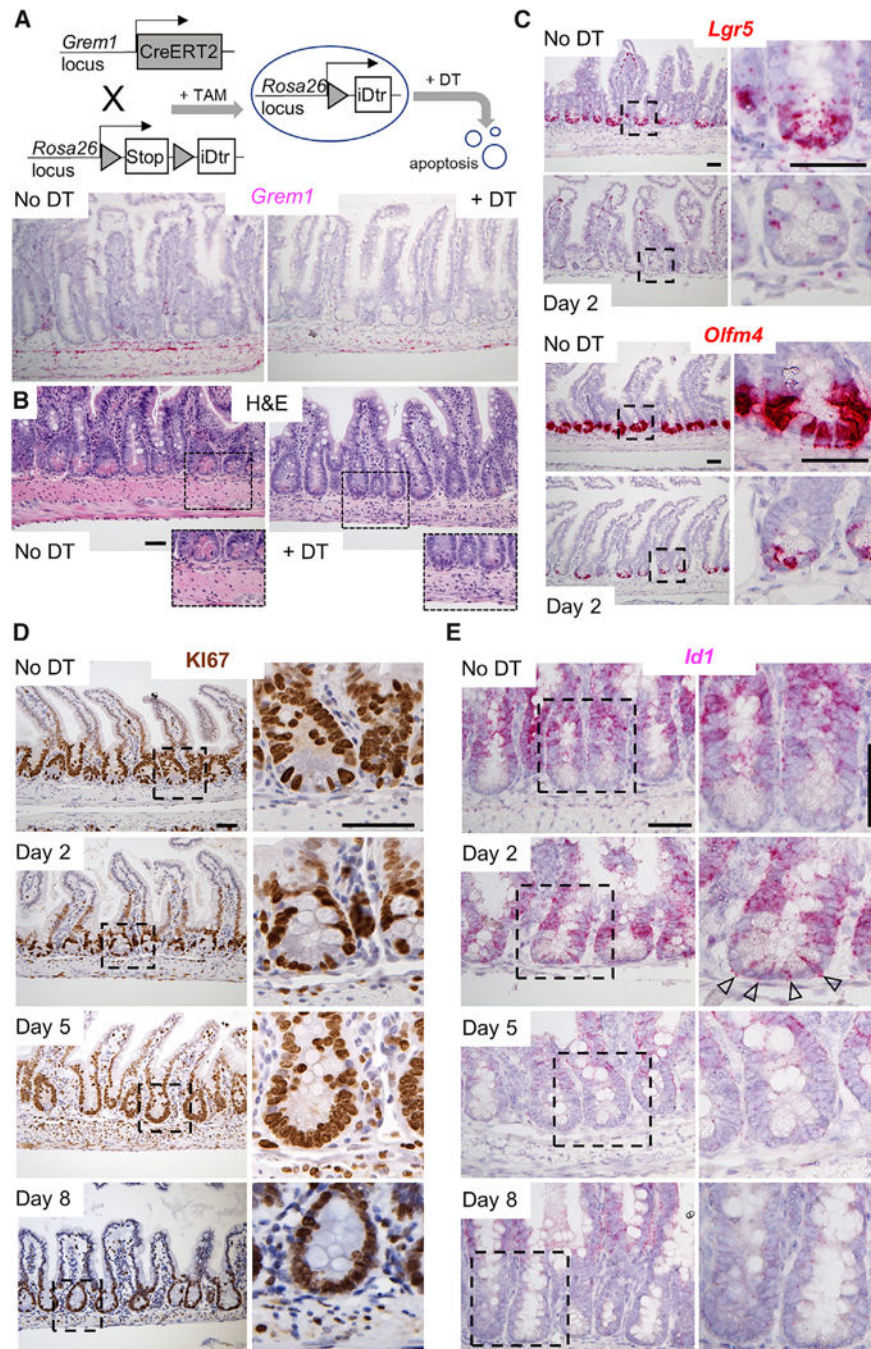 A
Grem1
locus
CreERT2
X
+ TAM
Rosa26
locus
Stop
iDtr
Rosa26
locus
iDtr
+ DT
apoptosis
No DT
Grem1
+ DT
B
H&E
No DT
+ DT
C
Lgr5
No DT
Day 2
Olfm4
No DT
Day 2
D
KI67
No DT
Day 2
Day 5
Day 8
E
Id1
No DT
Day 2
Day 5
Day 8